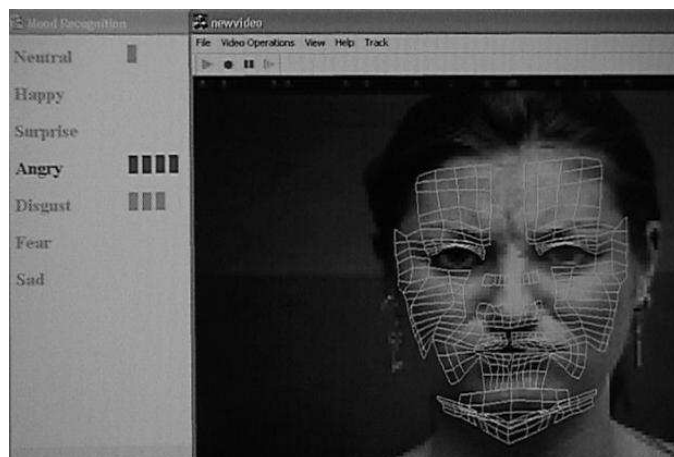 Mood Recognition
Neutral
Happy
Surprise
Angry
Disgust
Fear
Sad
newvideo
File Video Operations View Help Track